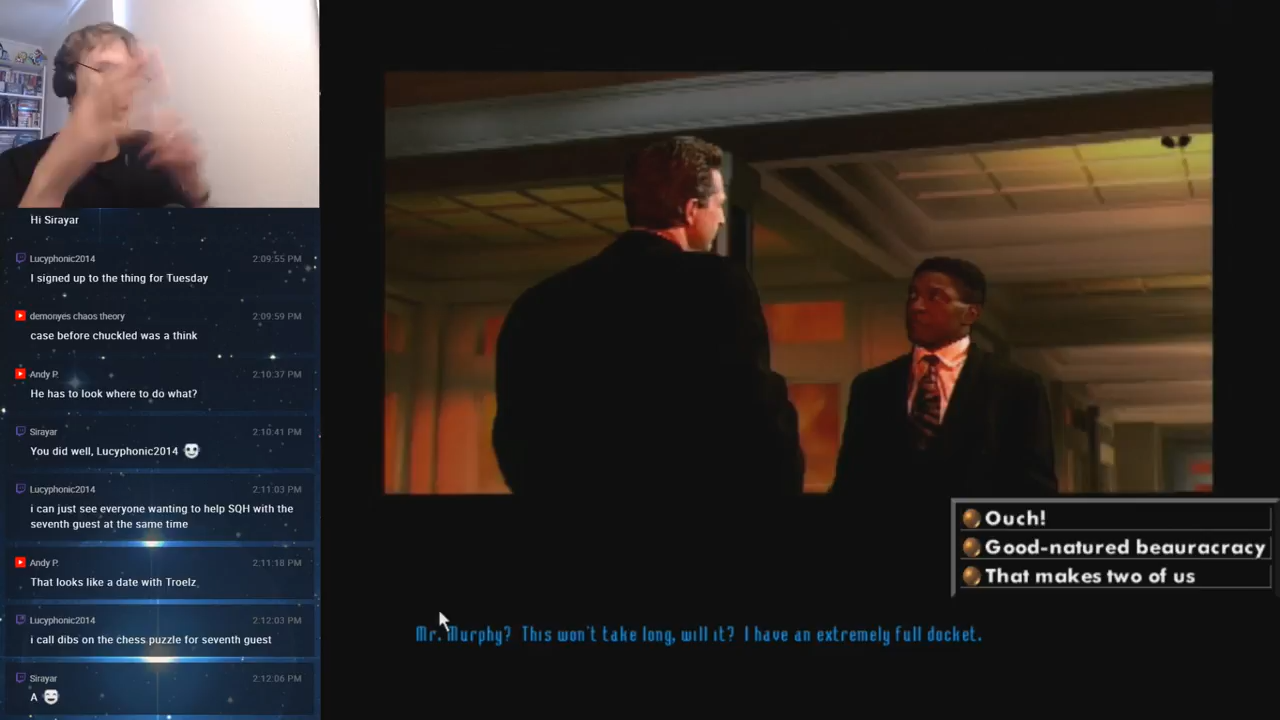 Hi Sirayar
Lucyphonic2014 2:09:55 PM
I signed up to the thing for Tuesday
demonyes chaos theory 2:09:59 PM
case before chuckled was a think
Andy P. 2:10:37 PM
He has to look where to do what?
Sirayar 2:10:41 PM
You did well, Lucyphonic2014
Lucyphonic2014 2:11:03 PM
i can just see everyone wanting to help SQH with the
seventh guest at the same time
Andy P. 2:11:18 PM
That looks like a date with Troelz
Lucyphonic2014 2:12:03 PM
i call dibs on the chess puzzle for seventh guest
Sirayar 2:12:06 PM
A
Ouch!
Good-natured beauracracy
That makes two of us
Mr. Murphy? This won't take long, will it? I have an extremely full docket.